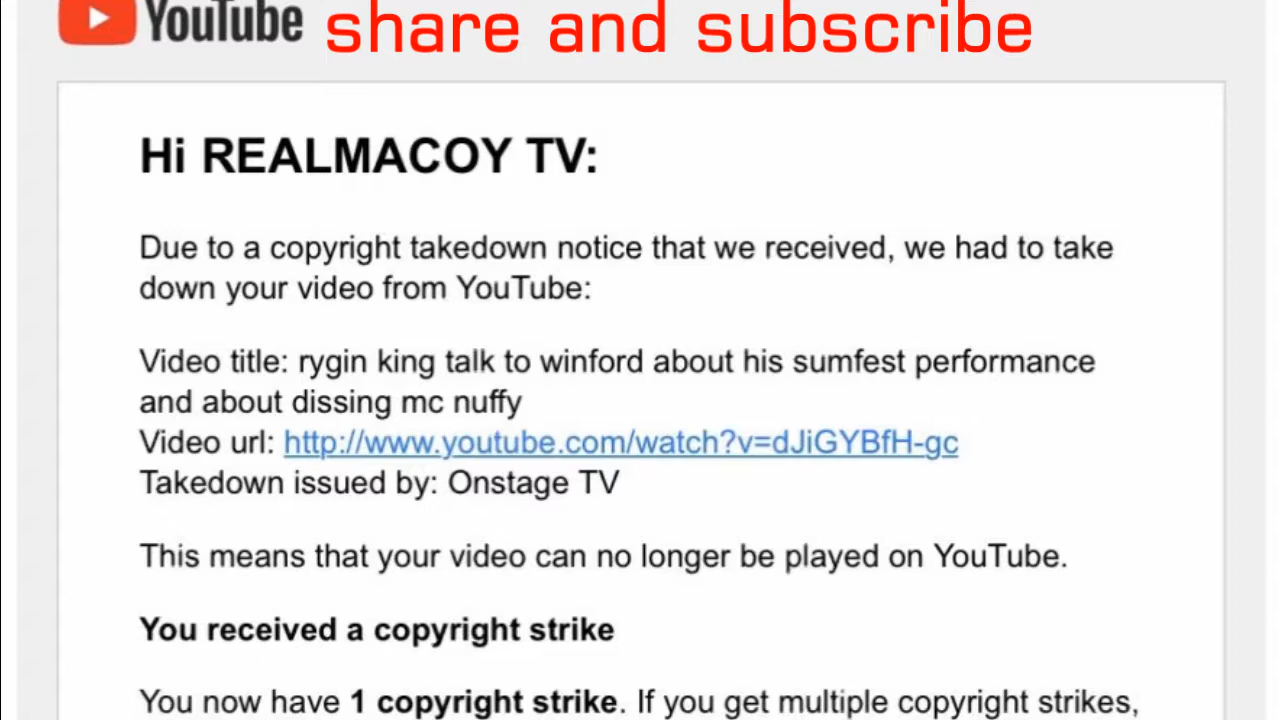 YouTube share and subscribe
Hi REALMACOY TV:
Due to a copyright takedown notice that we received, we had to take
down your video from YouTube:
Video title: rygin king talk to winford about his sumfest performance
and about dissing mc nuffy
Video url: http://www.youtube.com/watch?v=dJiGYBfH-gc
Takedown issued by: Onstage TV
This means that your video can no longer be played on YouTube.
You received a copyright strike
You now have 1 copyright strike. If you get multiple copyright strikes,